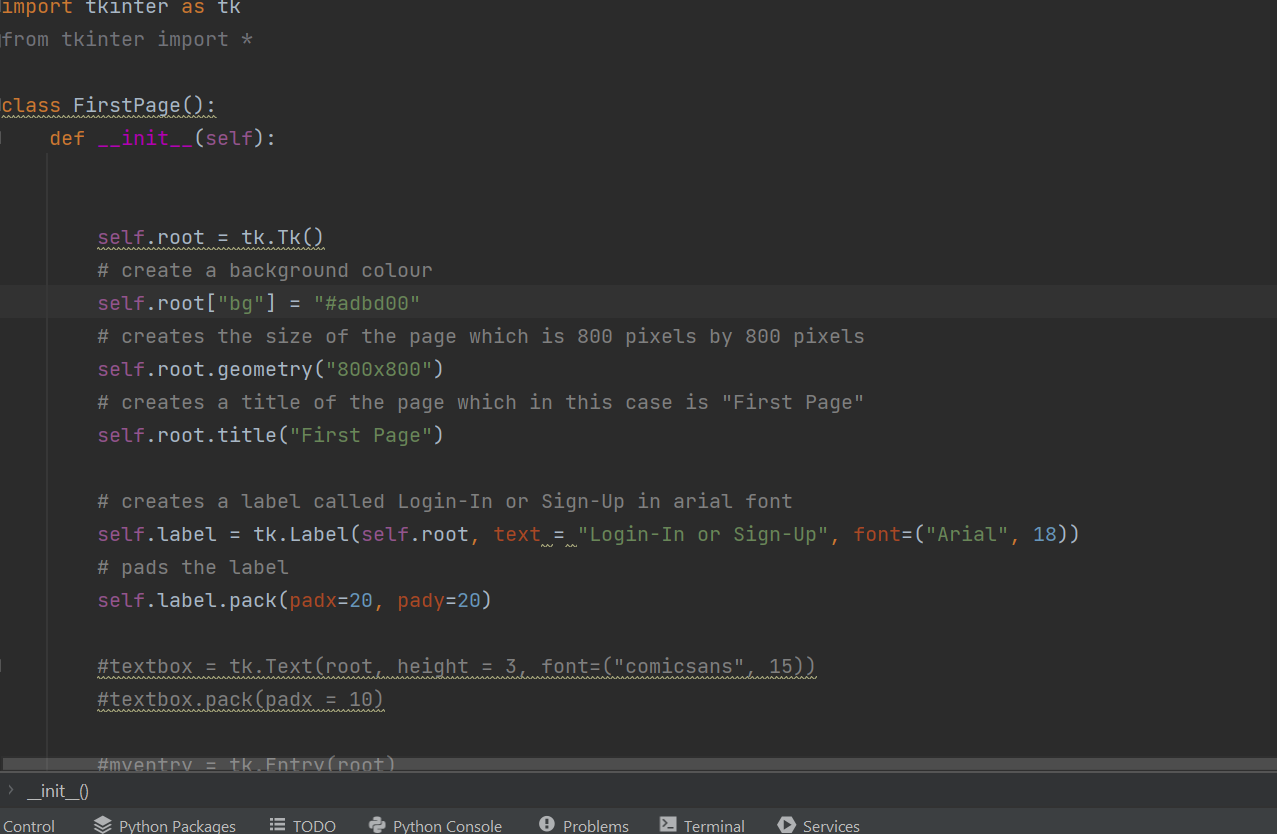 import tkinter as tk
from tkinter import *
class FirstPage():
def __init__(self):
self.root = tk.Tk()
# create a background colour
self.root["bg"] = "#adbd00"
# creates the size of the page which is 800 pixels by 800 pixels
self.root.geometry("800x800")
# creates a title of the page which in this case is "First Page"
self.root.title("First Page")
# creates a label called Login-In or Sign-Up in arial font
self.label = tk.Label(self.root, text = "Login-In or Sign-Up", font=("Arial", 18))
# pads the label
self.label.pack(padx=20, pady=20)
#textbox = tk.Text(root, height = 3, font=("comicsans", 15))
#textbox.pack(padx = 10)
#myentry = tk.Entry(root)
__init__()
Control Python Packages TODO Python Console Problems Terminal Services